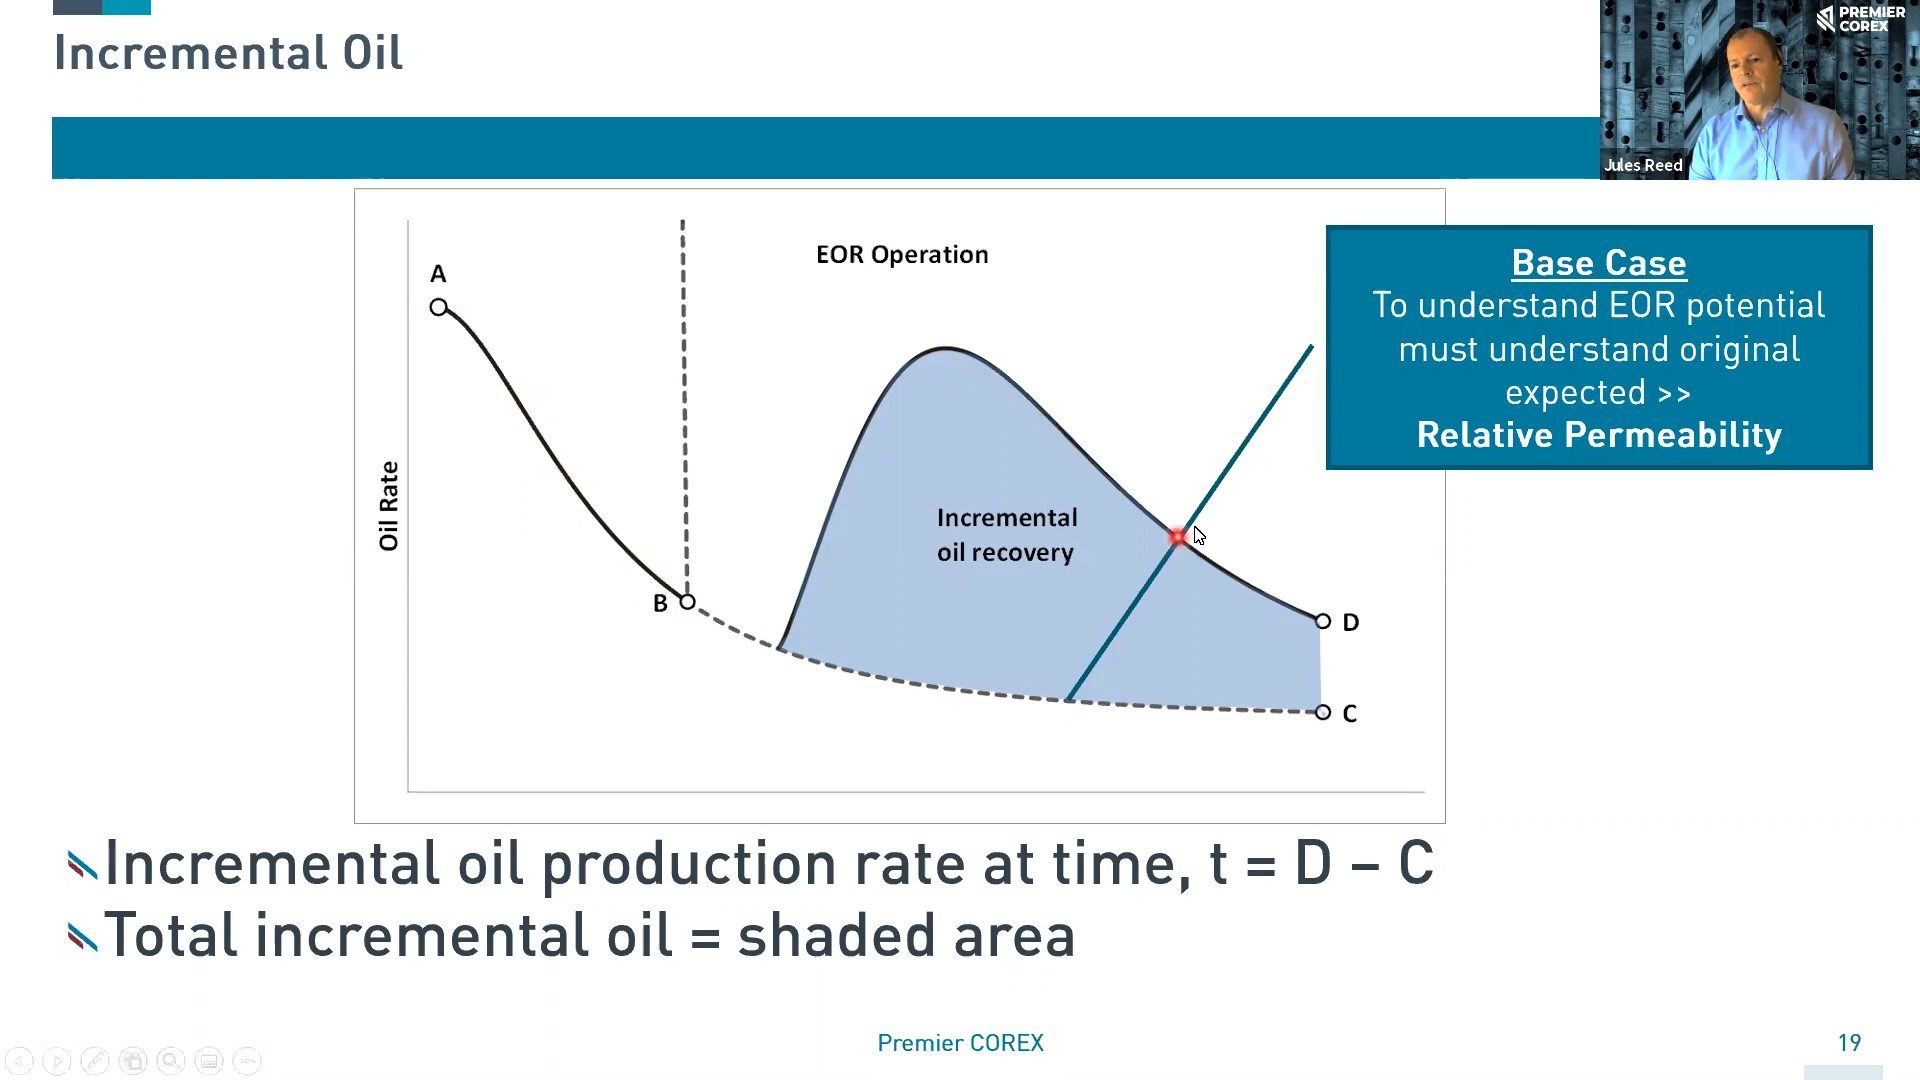 Incremental Oil
PREMIER
COREX
Jules Reed
EOR Operation
A
Base Case
To understand EOR potential
must understand original
expected >>
Relative Permeability
Oil Rate
Incremental
oil recovery
B
D
C
Incremental oil production rate at time, t = D – C
Total incremental oil = shaded area
Premier COREX
19